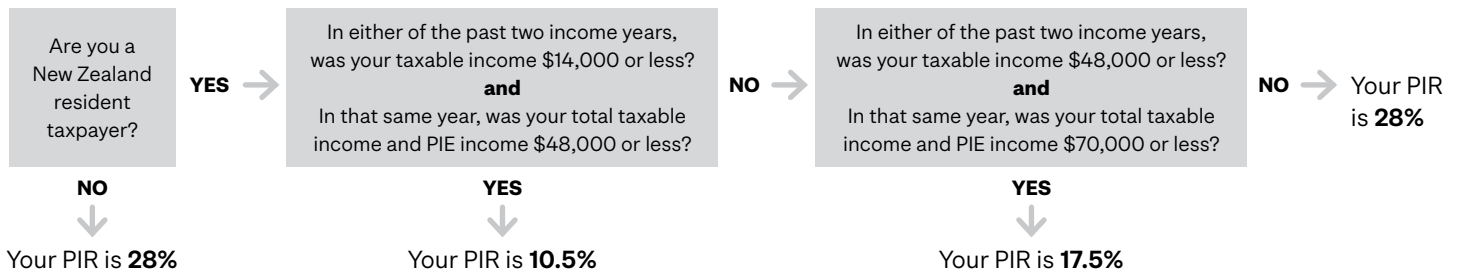 Are you a
New Zealand
resident
taxpayer?
YES
NO
Your PIR is 28%
In either of the past two income years,
was your taxable income $14,000 or less?
and
In that same year, was your total taxable
income and PIE income $48,000 or less?
NO
YES
Your PIR is 10.5%
In either of the past two income years,
was your taxable income $48,000 or less?
and
In that same year, was your total taxable
income and PIE income $70,000 or less?
NO
Your PIR
is 28%
YES
Your PIR is 17.5%